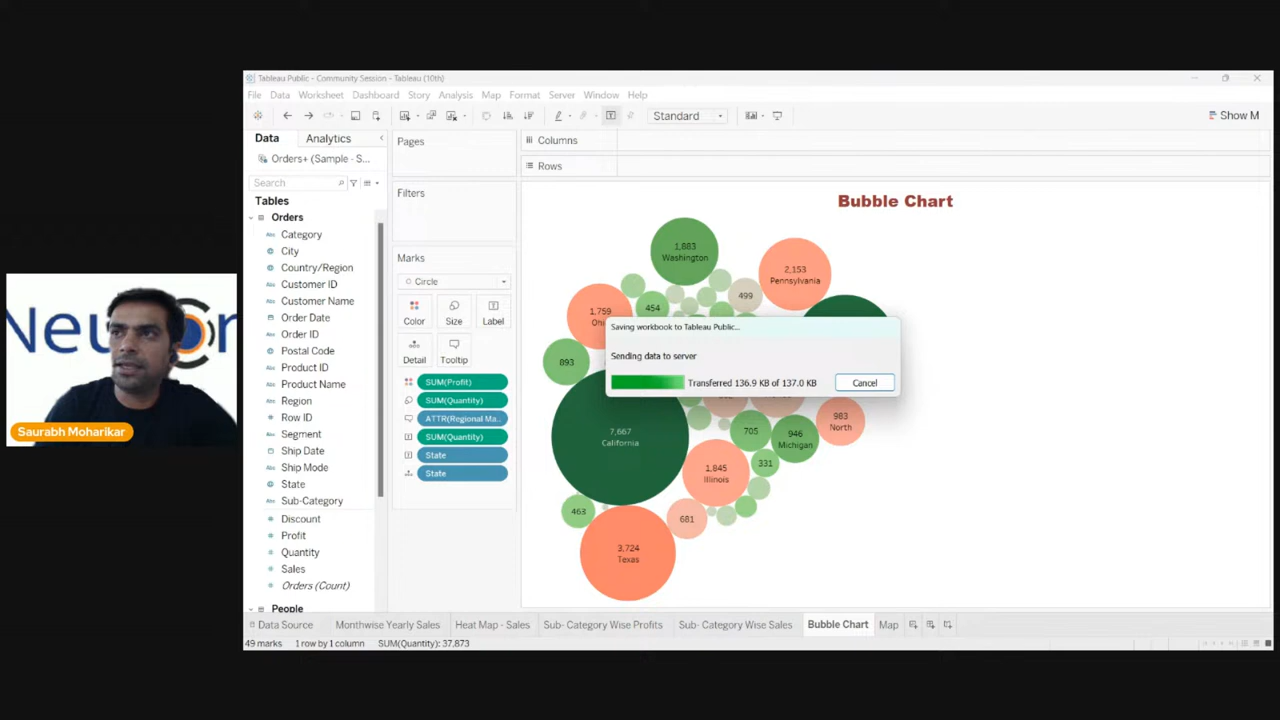 Tableau Public - Community Session - Tableau (10th)
File Data Worksheet Dashboard Story Analysis Map Format Server Window Help
Standard
Show M
Data Analytics
Orders+ (Sample - S...
Search
Tables
Orders
Category
City
Country/Region
Customer ID
Customer Name
Order Date
Order ID
Postal Code
Product ID
Product Name
Region
Row ID
Segment
Ship Date
Ship Mode
State
Sub-Category
Discount
Profit
Quantity
Sales
Orders (Count)
People
Pages
Filters
Marks
Circle
Color Size Label
Detail Tooltip
SUM(Profit)
SUM(Quantity)
ATTR(Regional Ma...
SUM(Quantity)
State
State
Columns
Rows
Bubble Chart
1,883
Washington
2,153
Pennsylvania
499
454
1,759
893
7,667
California
983
North
705
946
Michigan
331
1,845
Illinois
463
681
3,724
Texas
Saving workbook to Tableau Public...
Sending data to server
Transferred 136.9 KB of 137.0 KB
Cancel
Saurabh Moharikar
Data Source Monthwise Yearly Sales Heat Map - Sales Sub- Category Wise Profits Sub- Category Wise Sales Bubble Chart Map
49 marks 1 row by 1 column SUM(Quantity): 37,873